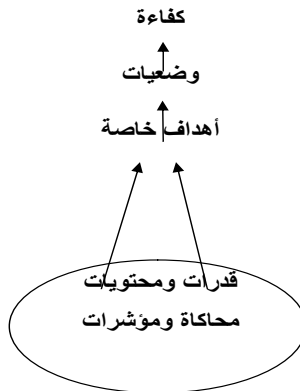 كفاءة
وضعيات
أهداف خاصة
قدرات ومحتويات
محاكاة ومؤشرات